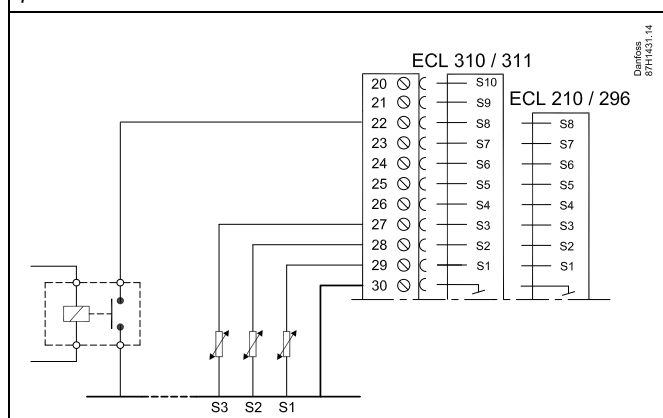 Danfoss
87H1431.14
ECL 310 / 311
ECL 210 / 296
20 S10
21 S9
22 S8 S8
23 S7 S7
24 S6 S6
25 S5 S5
26 S4 S4
27 S3 S3
28 S2 S2
29 S1 S1
30
S3 S2 S1